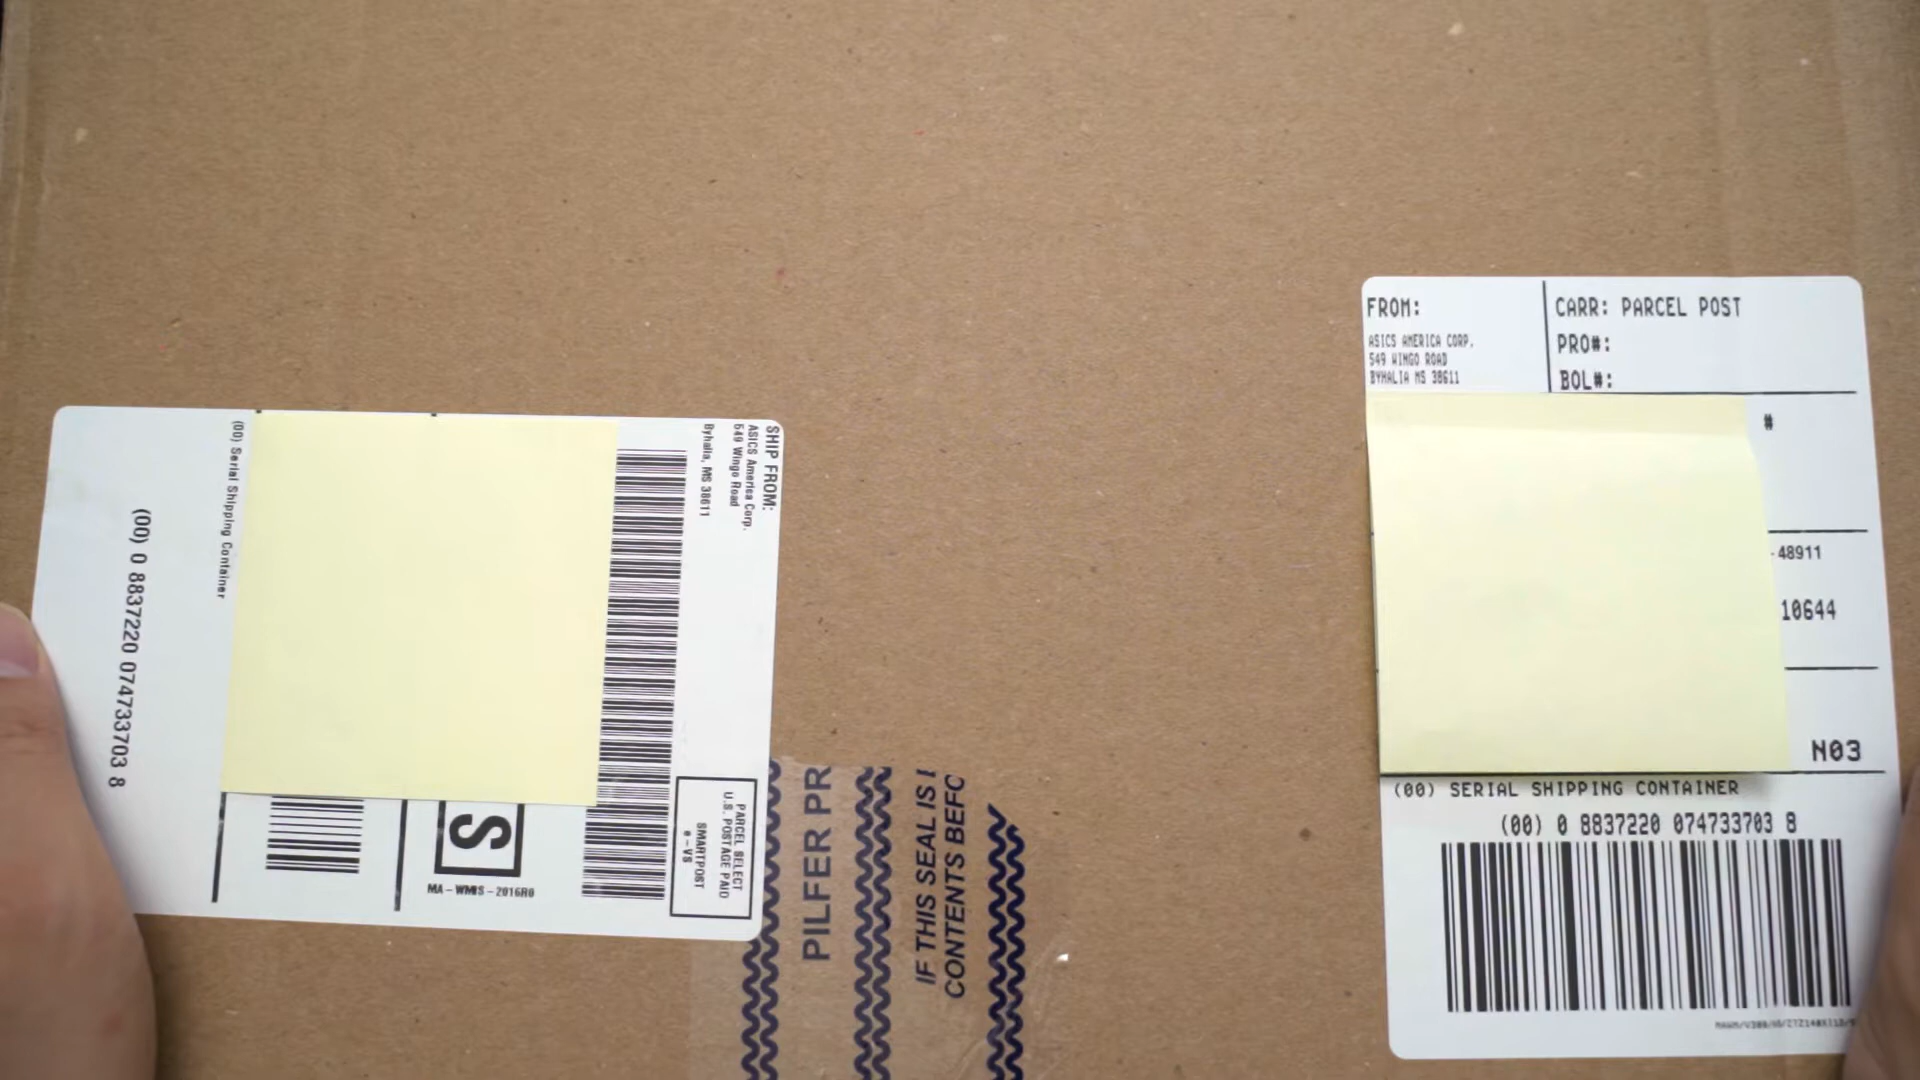 SHIP FROM:
ASICS America Corp.
549 Wingo Road
Byhalia, MS 38611
PARCEL SELECT
U.S. POSTAGE PAID
SMARTPOST
e-VS
S
MA-WMIS-2016R0
(00) Serial Shipping Container
(00) 0 8837220 074733703 8
PILFER PR
IF THIS SEAL IS
CONTENTS BEFO
FROM:
ASICS AMERICA CORP.
549 WINGO ROAD
BYHALIA MS 38611
CARR: PARCEL POST
PRO#:
BOL#:
#
-48911
10644
N03
(00) SERIAL SHIPPING CONTAINER
(00) 0 8837220 074733703 8